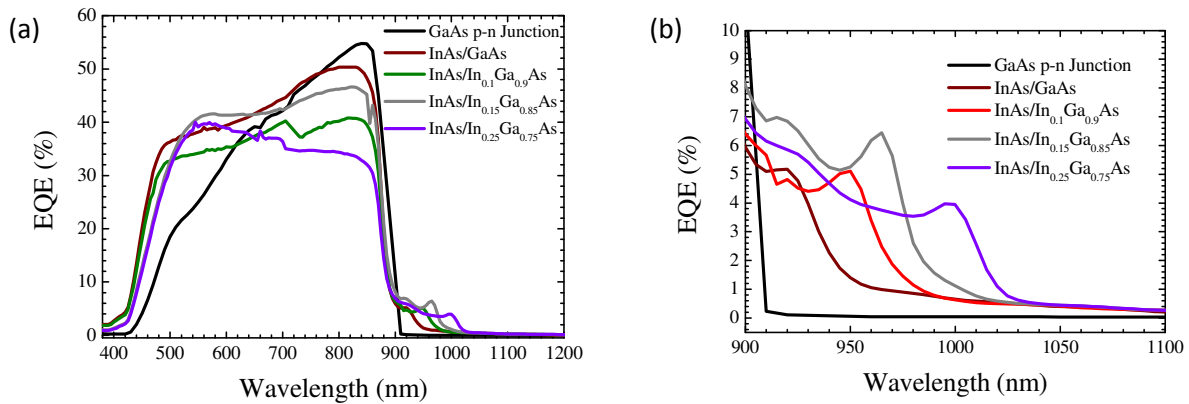 (a)
60
50
40
30
20
10
0
EQE (%)
400 500 600 700 800 900 1000 1100 1200
Wavelength (nm)
GaAs p-n Junction
InAs/GaAs
InAs/In0.1Ga0.9As
InAs/In0.15Ga0.85As
InAs/In0.25Ga0.75As
(b)
10
9
8
7
6
5
4
3
2
1
0
EQE (%)
900 950 1000 1050 1100
Wavelength (nm)
GaAs p-n Junction
InAs/GaAs
InAs/In0.1Ga0.9As
InAs/In0.15Ga0.85As
InAs/In0.25Ga0.75As